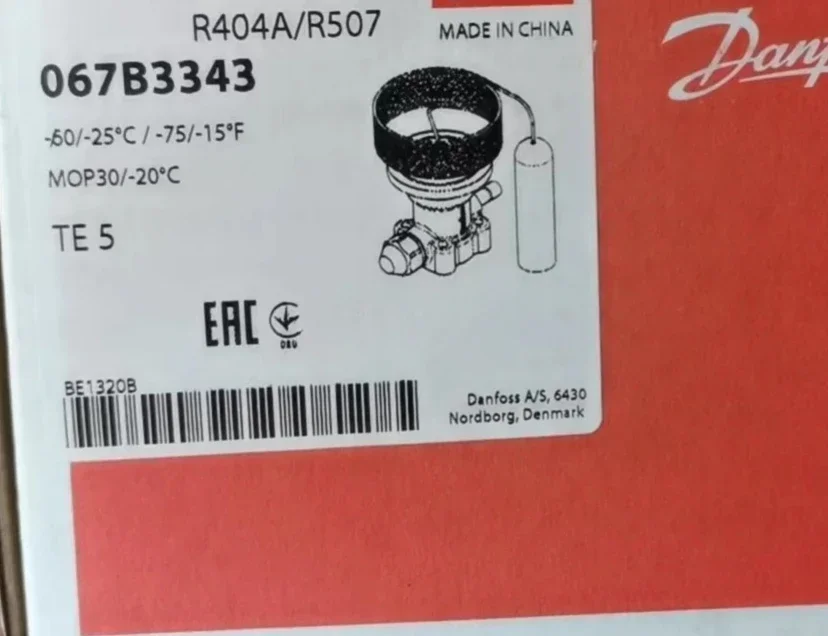 R404A/R507
MADE IN CHINA
067B3343
-60/-25°C / -75/-15°F
MOP30/-20°C
TE 5
EAC
BE1320B
Danfoss A/S, 6430
Nordborg, Denmark